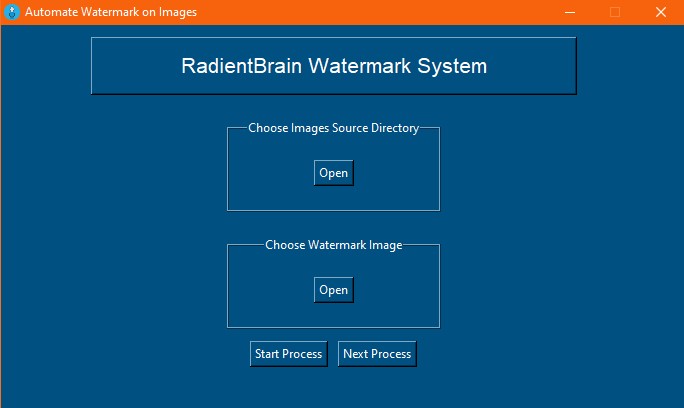 Automate Watermark on Images
RadientBrain Watermark System
Choose Images Source Directory
Open
Choose Watermark Image
Open
Start Process Next Process